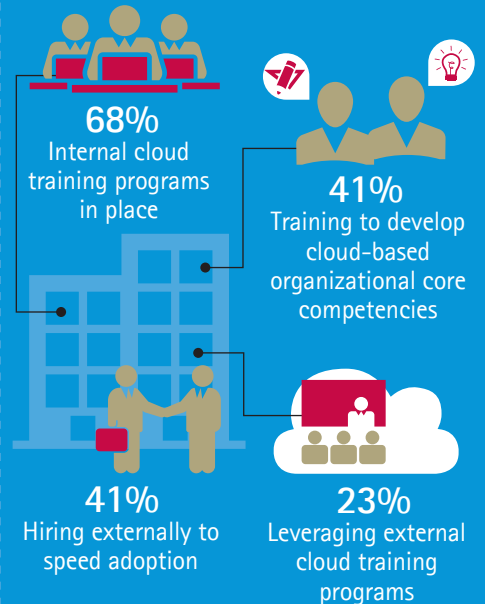 68%
Internal cloud
training programs
in place
41%
Training to develop
cloud-based
organizational core
competencies
41%
Hiring externally to
speed adoption
23%
Leveraging external
cloud training
programs